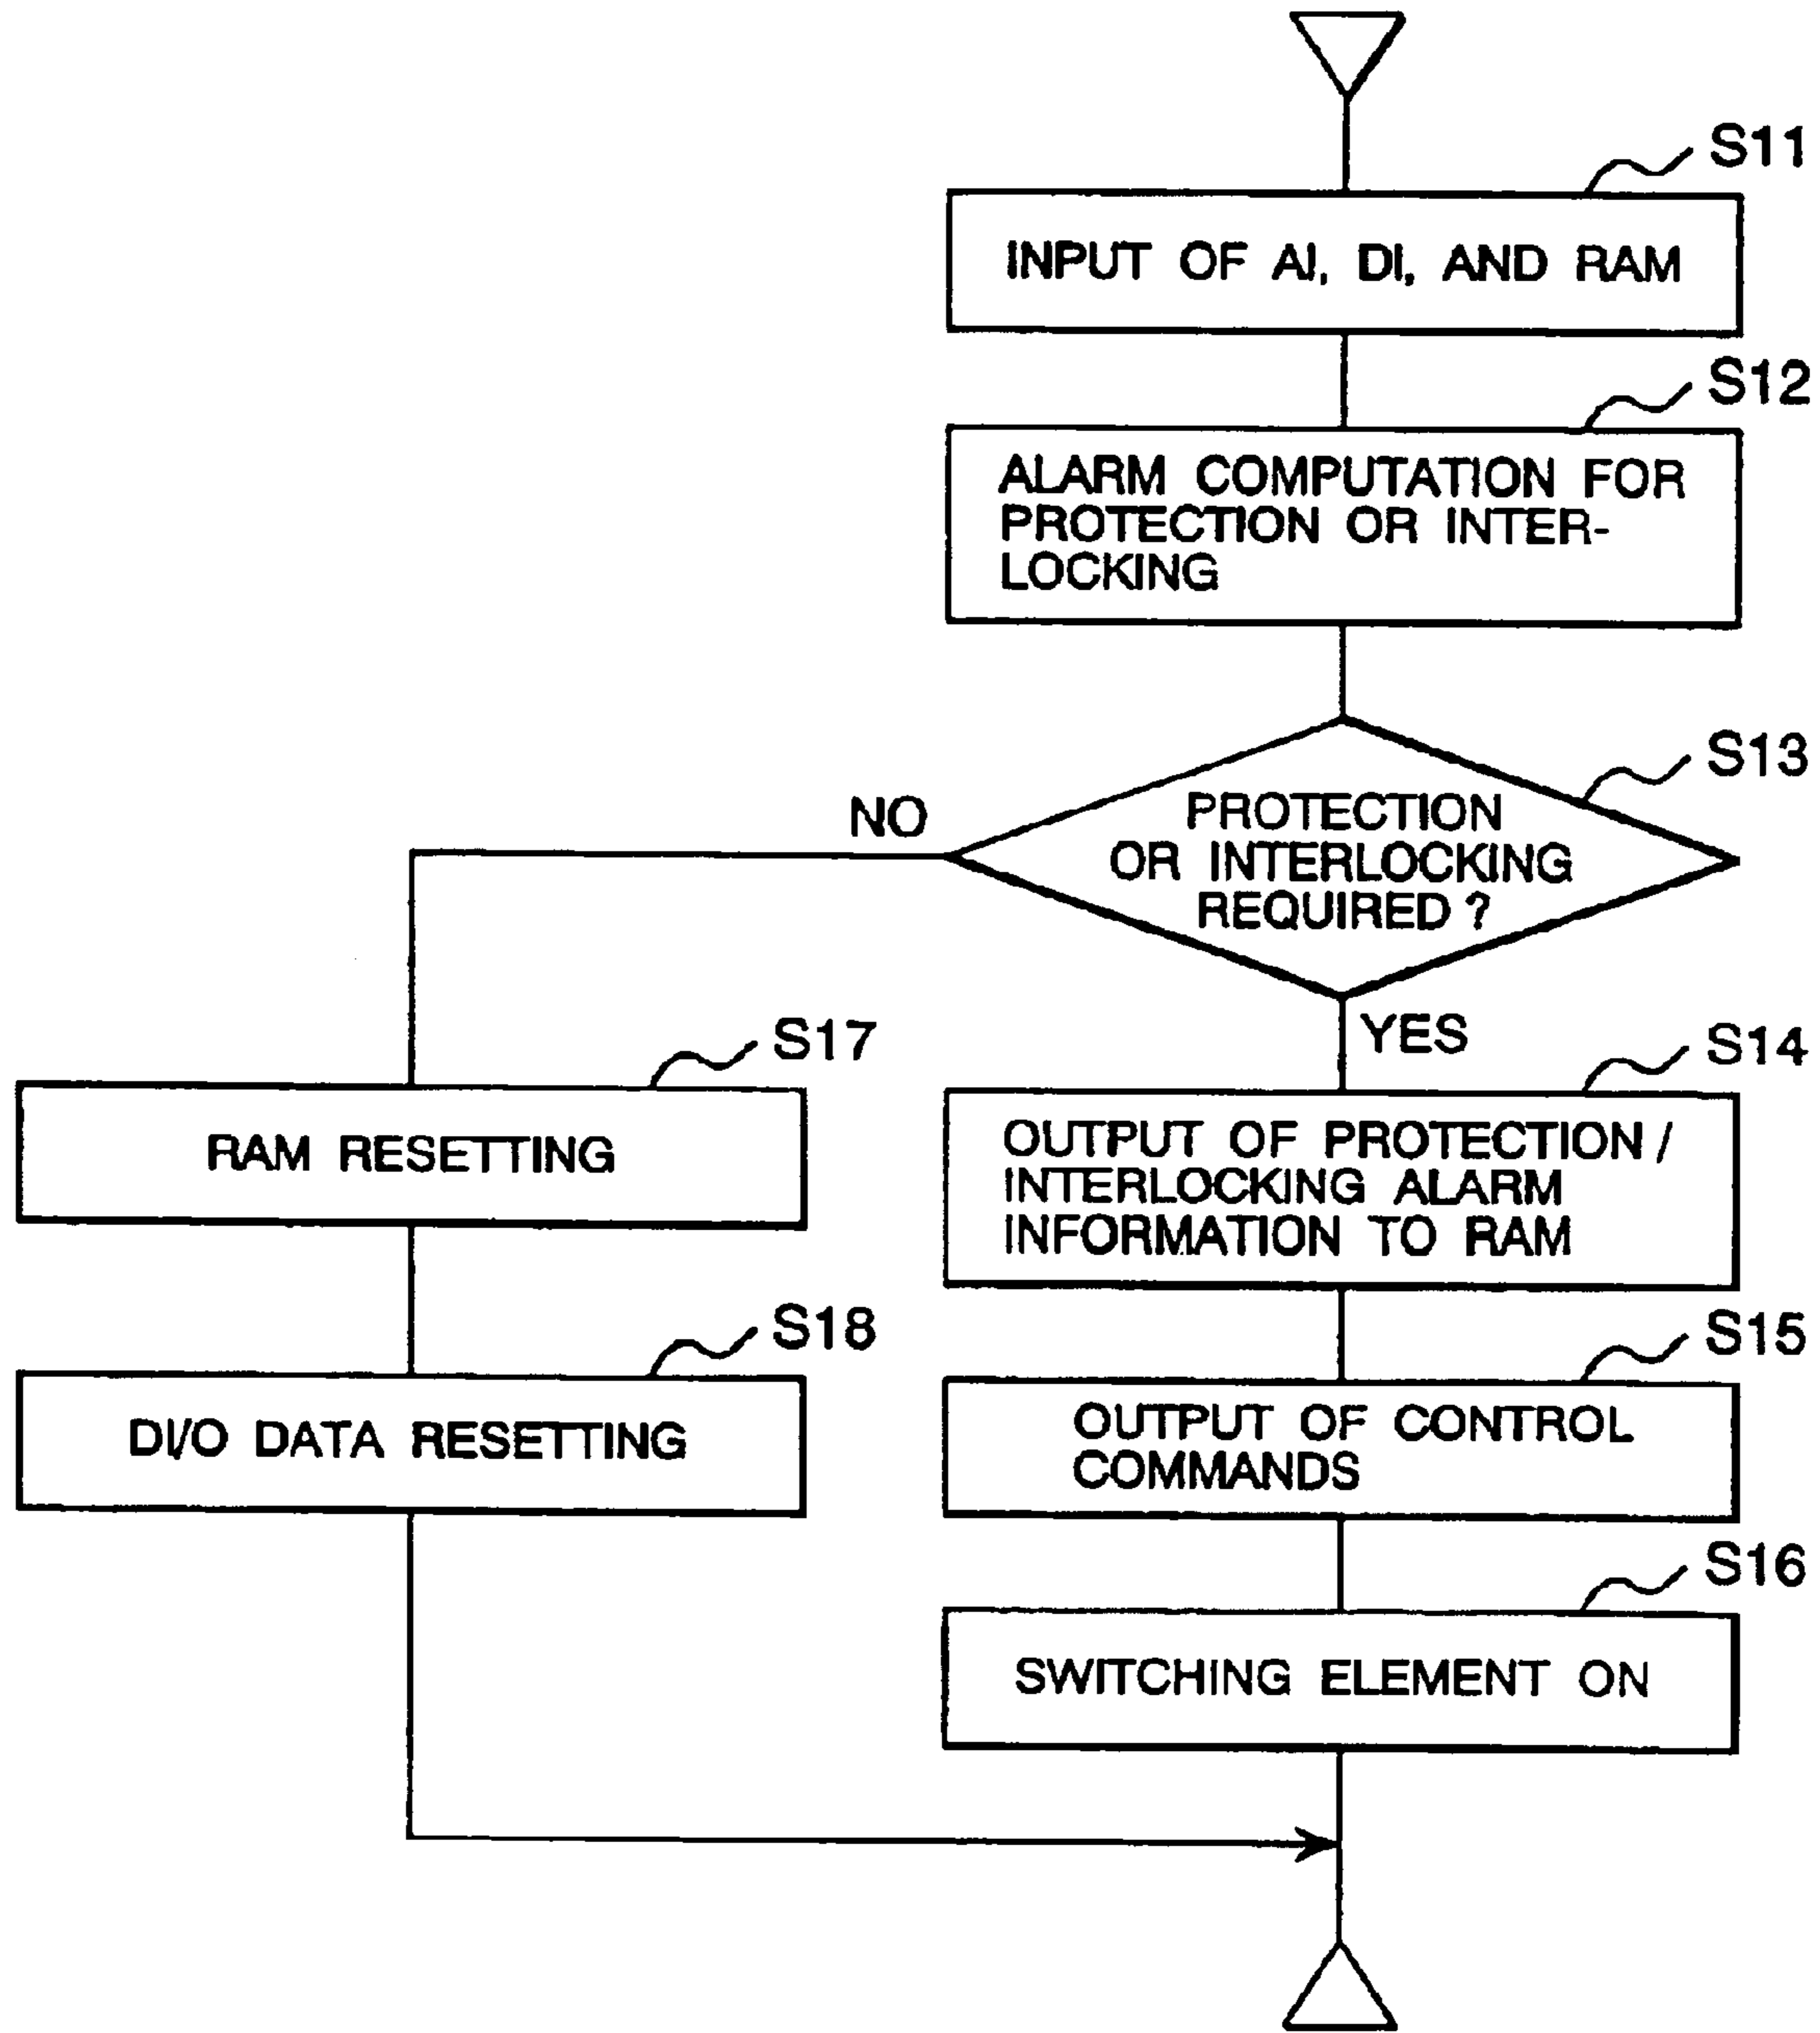 S11
INPUT OF AI, DI, AND RAM
S12
ALARM COMPUTATION FOR
PROTECTION OR INTER-
LOCKING
S13
NO
PROTECTION
OR INTERLOCKING
REQUIRED ?
YES
S14
OUTPUT OF PROTECTION /
INTERLOCKING ALARM
INFORMATION TO RAM
S17
RAM RESETTING
S15
OUTPUT OF CONTROL
COMMANDS
S18
DI/O DATA RESETTING
S16
SWITCHING ELEMENT ON